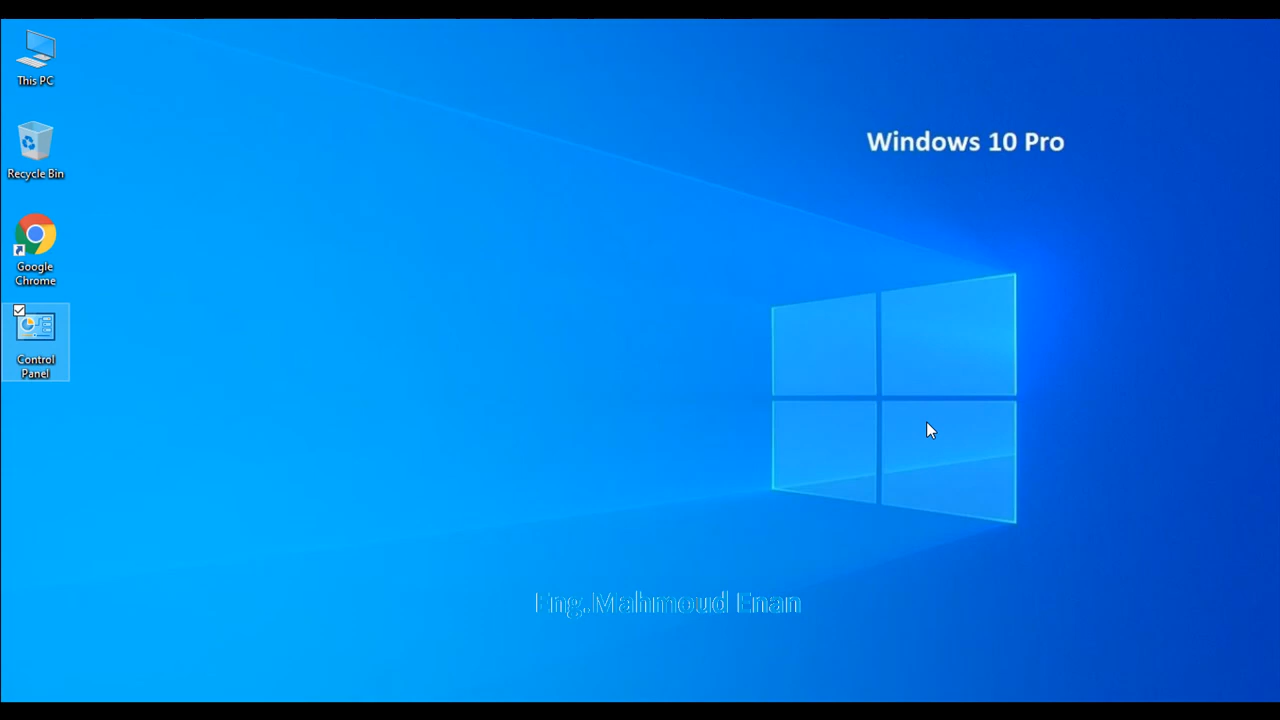 This PC
Windows 10 Pro
Recycle Bin
Google
Chrome
Control
Panel
Eng.Mahmoud Enan